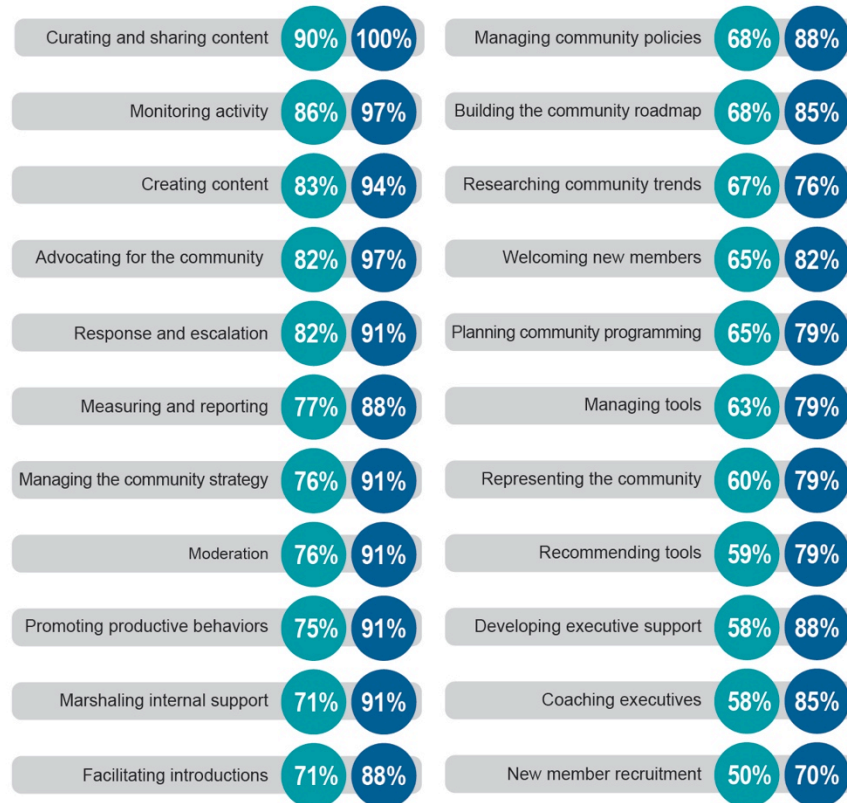 Curating and sharing content 90% 100%
Monitoring activity 86% 97%
Creating content 83% 94%
Advocating for the community 82% 97%
Response and escalation 82% 91%
Measuring and reporting 77% 88%
Managing the community strategy 76% 91%
Moderation 76% 91%
Promoting productive behaviors 75% 91%
Marshaling internal support 71% 91%
Facilitating introductions 71% 88%
Managing community policies 68% 88%
Building the community roadmap 68% 85%
Researching community trends 67% 76%
Welcoming new members 65% 82%
Planning community programming 65% 79%
Managing tools 63% 79%
Representing the community 60% 79%
Recommending tools 59% 79%
Developing executive support 58% 88%
Coaching executives 58% 85%
New member recruitment 50% 70%